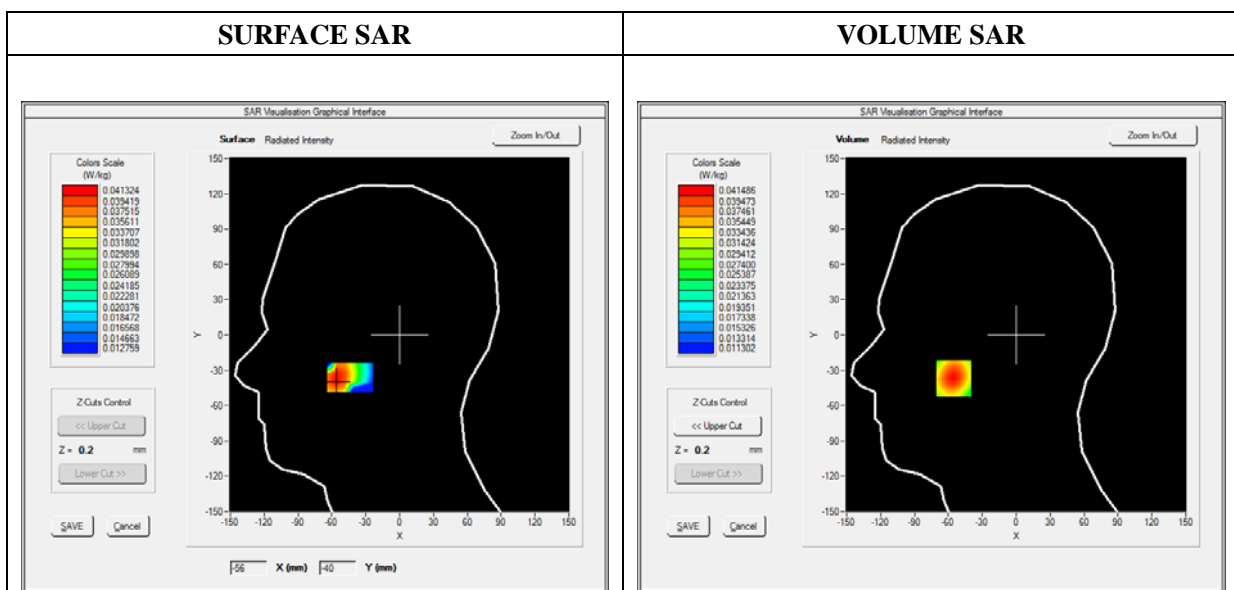 SURFACE SAR
VOLUME SAR
SAR Visualisation Graphical Interface
Surface Radiated Intensity
Zoom In/Out
Colors Scale
(W/kg)
0.041324
0.039419
0.037515
0.035611
0.033707
0.031802
0.029898
0.027994
0.026089
0.024185
0.022281
0.020376
0.018472
0.016568
0.014663
0.012759
150
120
90
60
30
0
-30
-60
-90
-120
-150
Y
-150 -120 -90 -60 -30 0 30 60 90 120 150
X
Z-Cuts Control
<< Upper Cut
Z = 0.2 mm
Lower Cut >>
SAVE Cancel
-56 X (mm) -40 Y (mm)
SAR Visualisation Graphical Interface
Volume Radiated Intensity
Zoom In/Out
Colors Scale
(W/kg)
0.041486
0.039473
0.037461
0.035449
0.033436
0.031424
0.029412
0.027400
0.025387
0.023375
0.021363
0.019351
0.017338
0.015326
0.013314
0.011302
150
120
90
60
30
0
-30
-60
-90
-120
-150
Y
-150 -120 -90 -60 -30 0 30 60 90 120 150
X
Z-Cuts Control
<< Upper Cut
Z = 0.2 mm
Lower Cut >>
SAVE Cancel